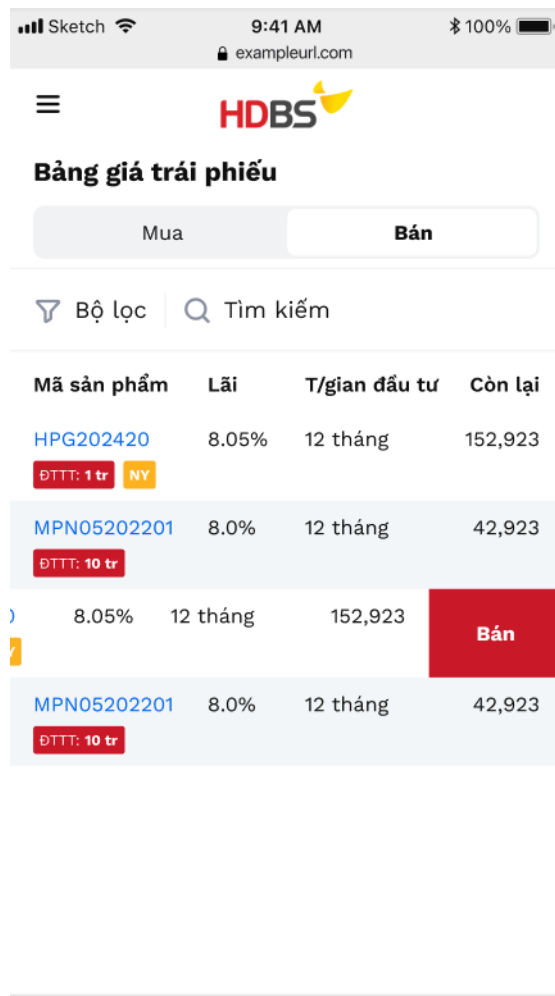 Sketch 9:41 AM 100%
exampleurl.com
HDBS
Bảng giá trái phiếu
Mua Bán
Bộ lọc Tìm kiếm
Mã sản phẩm Lãi T/gian đầu tư Còn lại
HPG202420 8.05% 12 tháng 152,923
ĐTTT: 1 tr NY
MPN05202201 8.0% 12 tháng 42,923
ĐTTT: 10 tr
8.05% 12 tháng 152,923 Bán
MPN05202201 8.0% 12 tháng 42,923
ĐTTT: 10 tr